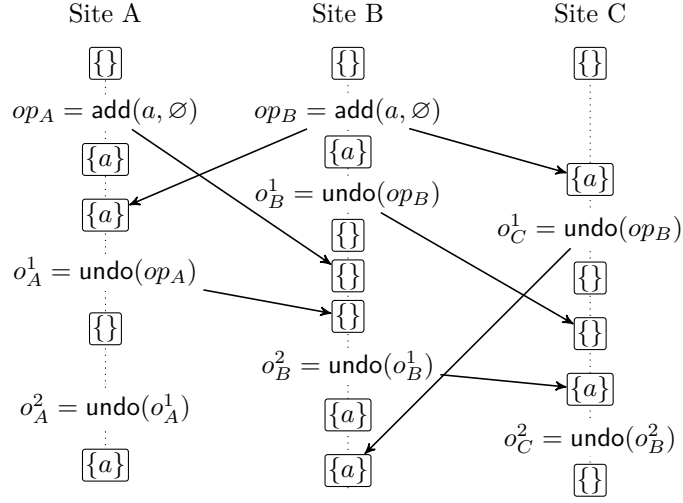 Site A Site B Site C
{} {} {}
op_A = add(a, ∅) op_B = add(a, ∅)
{a} {a} {a}
{a} o_B^1 = undo(op_B)
{} o_C^1 = undo(op_B)
o_A^1 = undo(op_A) {} {}
{} {} {}
o_B^2 = undo(o_B^1) {a}
o_A^2 = undo(o_A^1) {a} o_C^2 = undo(o_B^2)
{a} {a} {}